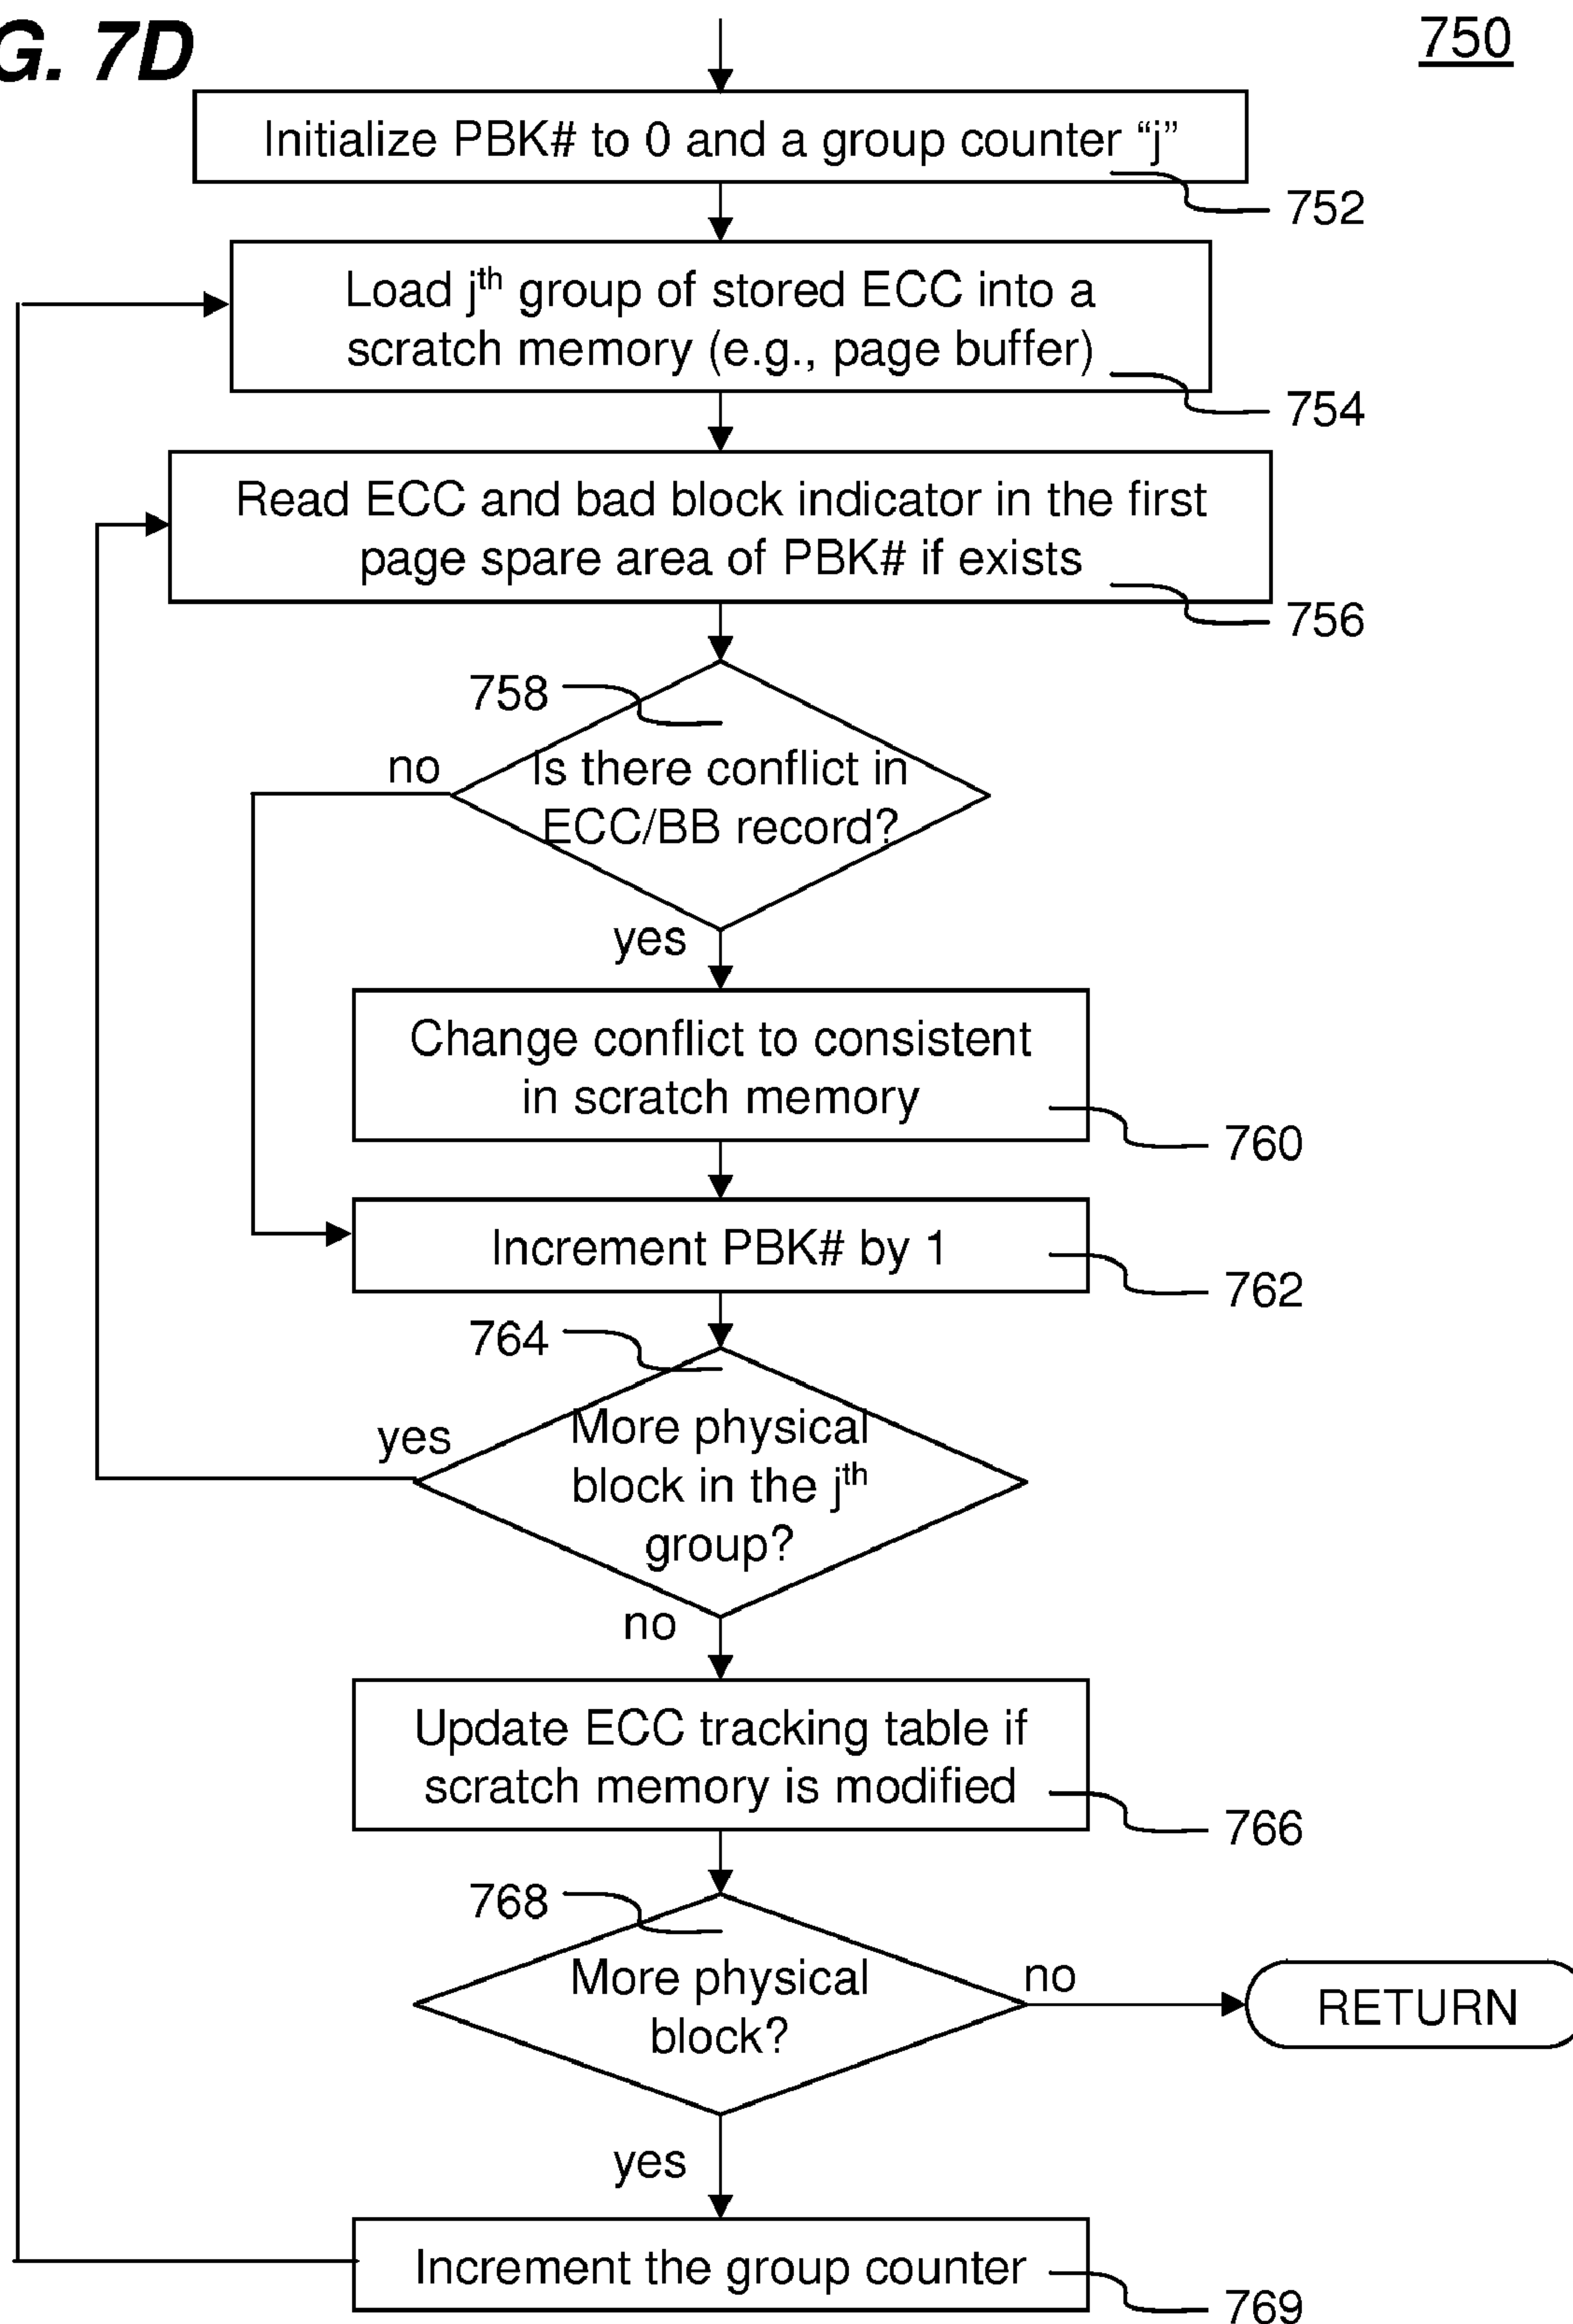 G. 7D
750
Initialize PBK# to 0 and a group counter “j”
752
Load jth group of stored ECC into a
scratch memory (e.g., page buffer)
754
Read ECC and bad block indicator in the first
page spare area of PBK# if exists
756
758
no
Is there conflict in
ECC/BB record?
yes
Change conflict to consistent
in scratch memory
760
Increment PBK# by 1
762
764
yes
More physical
block in the jth
group?
no
Update ECC tracking table if
scratch memory is modified
766
768
More physical
block?
no
RETURN
yes
Increment the group counter
769